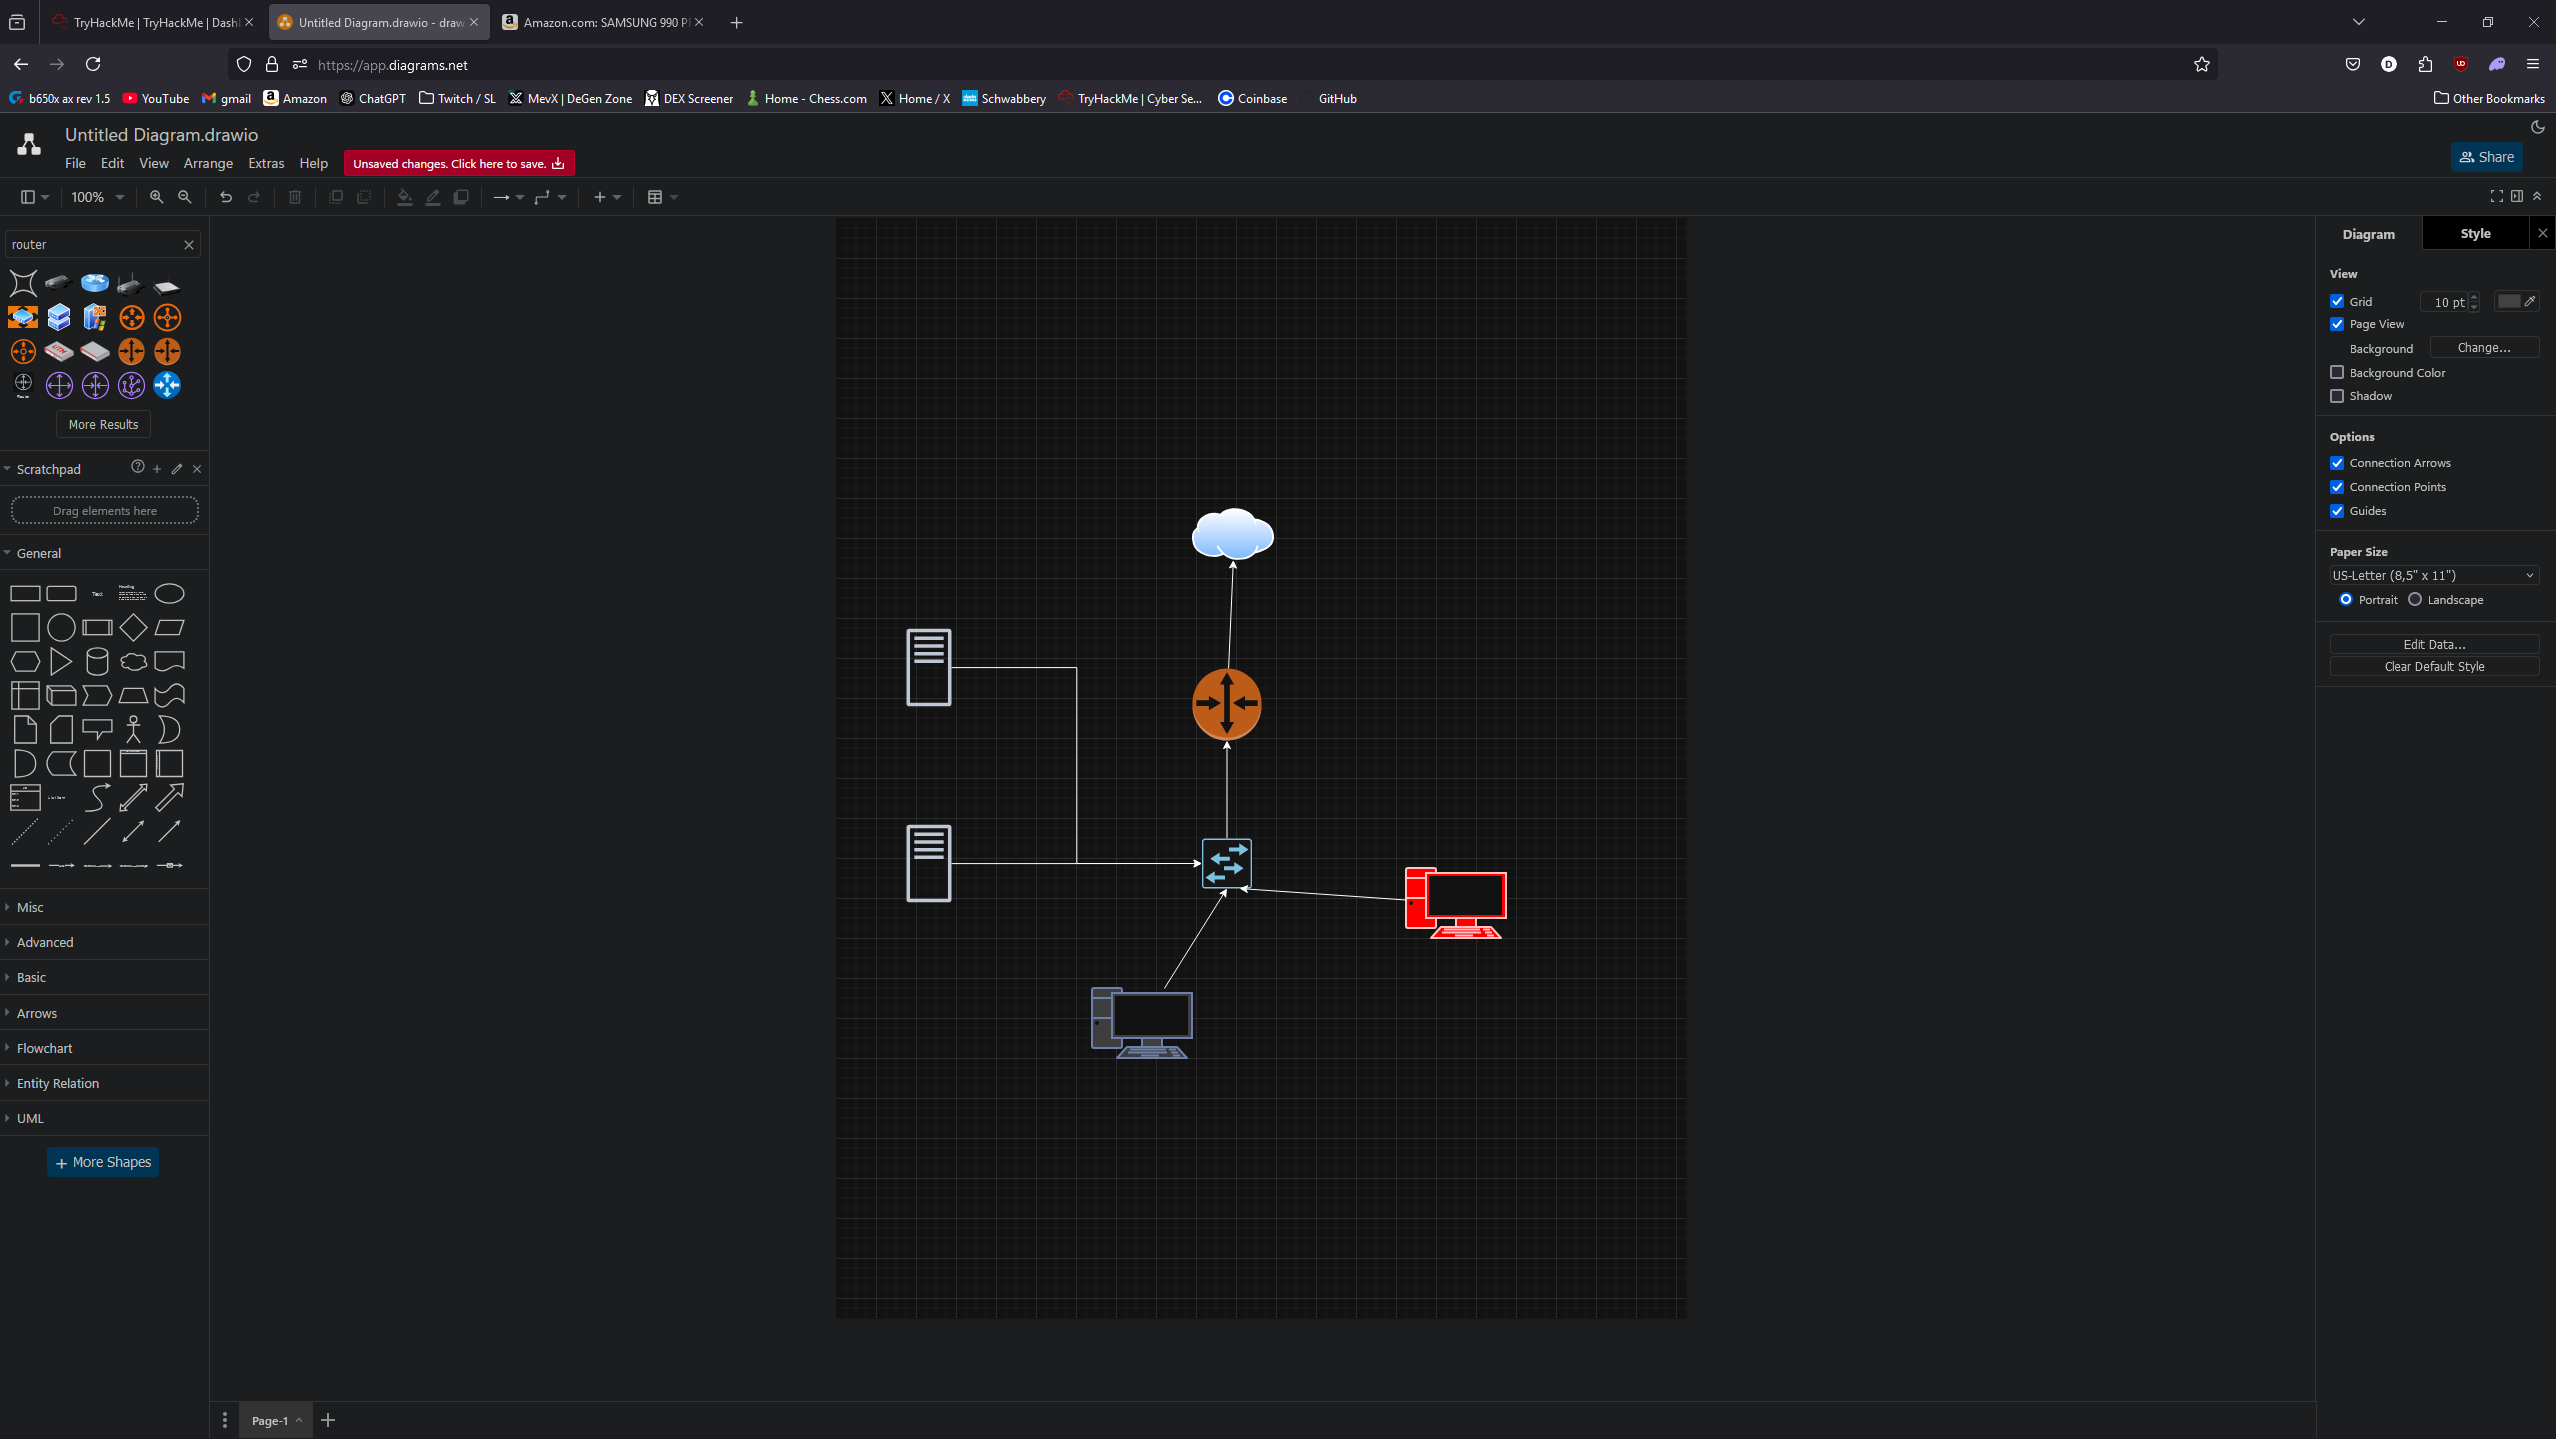 TryHackMe | TryHackMe | Dash
Untitled Diagram.drawio - draw.
Amazon.com: SAMSUNG 990 P
https://app.diagrams.net
b650x ax rev 1.5
YouTube
gmail
Amazon
ChatGPT
Twitch / SL
MevX | DeGen Zone
DEX Screener
Home - Chess.com
Home / X
Schwabbery
TryHackMe | Cyber Se...
Coinbase
GitHub
Other Bookmarks
Untitled Diagram.drawio
File Edit View Arrange Extras Help
Unsaved changes. Click here to save.
Share
100%
router
More Results
Scratchpad
Drag elements here
General
Text
Heading
Misc
Advanced
Basic
Arrows
Flowchart
Entity Relation
UML
+ More Shapes
Diagram
Style
View
Grid
10 pt
Page View
Background
Change...
Background Color
Shadow
Options
Connection Arrows
Connection Points
Guides
Paper Size
US-Letter (8,5" x 11")
Portrait
Landscape
Edit Data...
Clear Default Style
Page-1